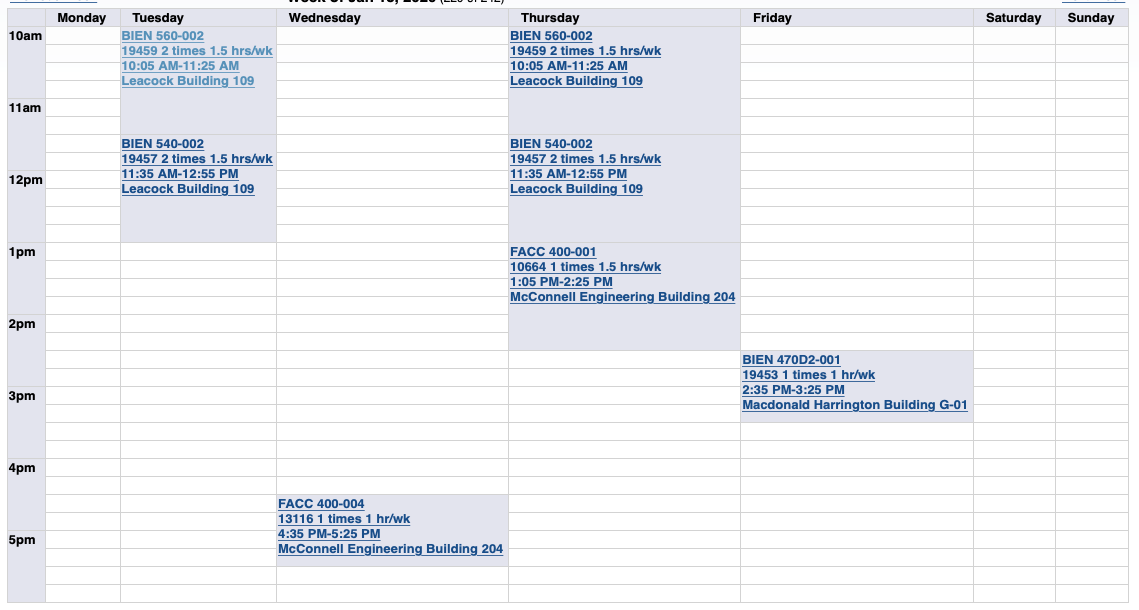 Monday Tuesday Wednesday Thursday Friday Saturday Sunday
10am
BIEN 560-002
19459 2 times 1.5 hrs/wk
10:05 AM-11:25 AM
Leacock Building 109
BIEN 560-002
19459 2 times 1.5 hrs/wk
10:05 AM-11:25 AM
Leacock Building 109
11am
BIEN 540-002
19457 2 times 1.5 hrs/wk
11:35 AM-12:55 PM
Leacock Building 109
BIEN 540-002
19457 2 times 1.5 hrs/wk
11:35 AM-12:55 PM
Leacock Building 109
12pm
1pm
FACC 400-001
10664 1 times 1.5 hrs/wk
1:05 PM-2:25 PM
McConnell Engineering Building 204
2pm
BIEN 470D2-001
19453 1 times 1 hr/wk
2:35 PM-3:25 PM
Macdonald Harrington Building G-01
3pm
4pm
FACC 400-004
13116 1 times 1 hr/wk
4:35 PM-5:25 PM
McConnell Engineering Building 204
5pm